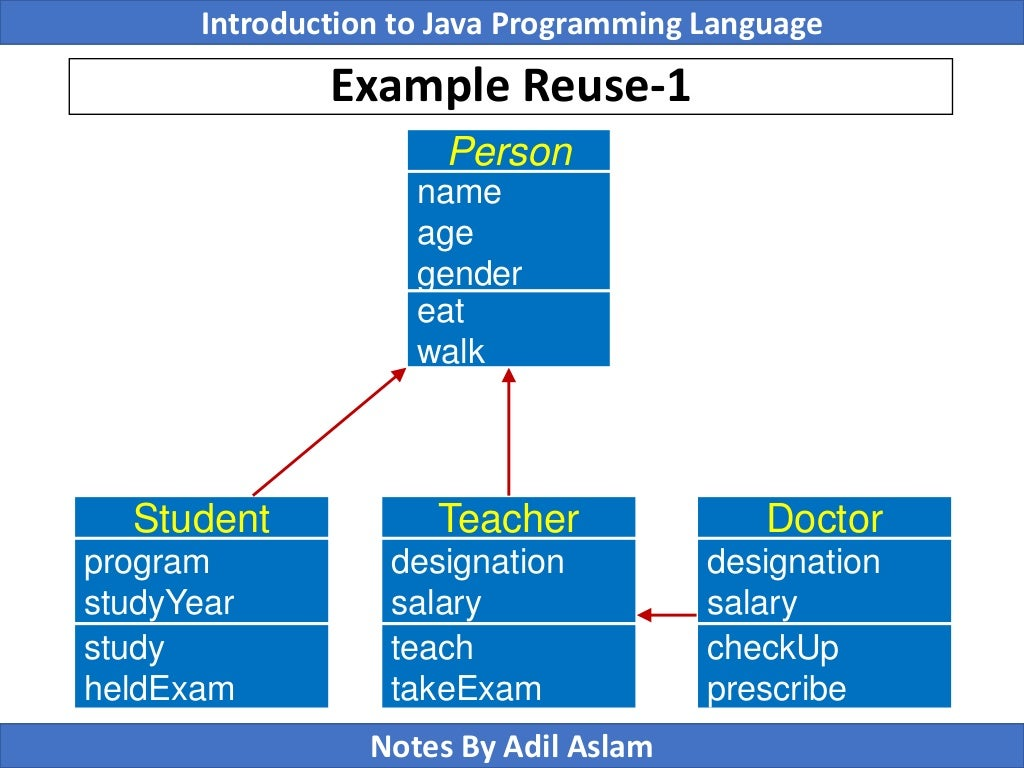 Introduction to Java Programming Language
Example Reuse-1
Person
name
age
gender
eat
walk
Student
program
studyYear
study
heldExam
Teacher
designation
salary
teach
takeExam
Doctor
designation
salary
checkUp
prescribe
Notes By Adil Aslam